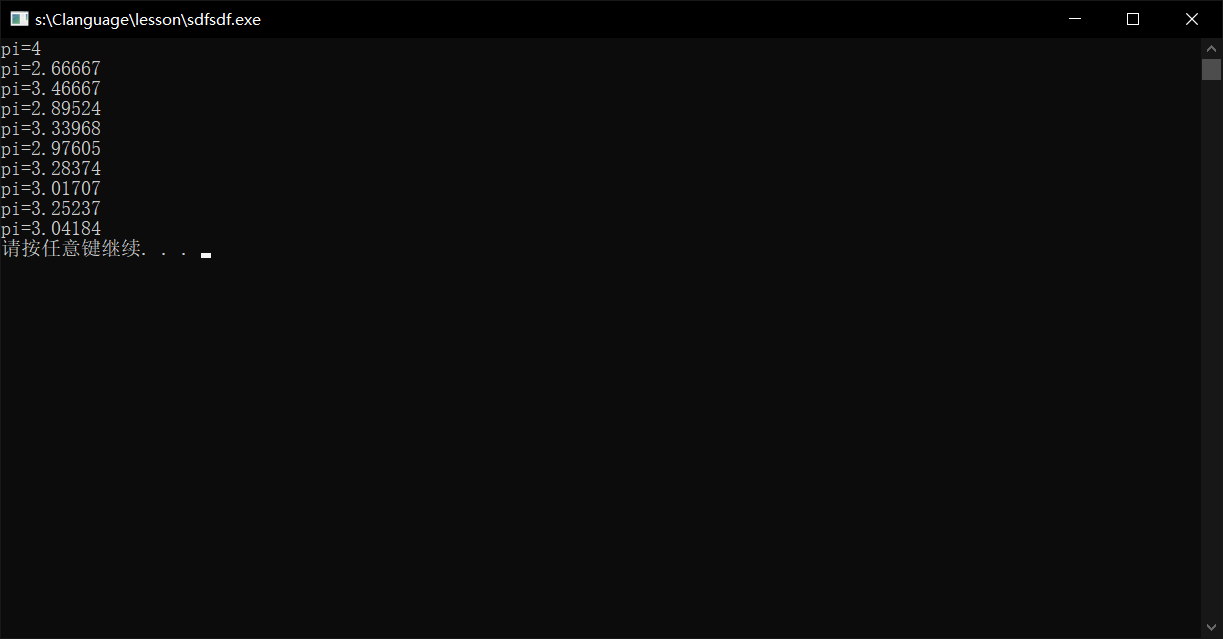 s:\Clanguage\lesson\sdfsdf.exe
pi=4
pi=2.66667
pi=3.46667
pi=2.89524
pi=3.33968
pi=2.97605
pi=3.28374
pi=3.01707
pi=3.25237
pi=3.04184
请按任意键继续. . .